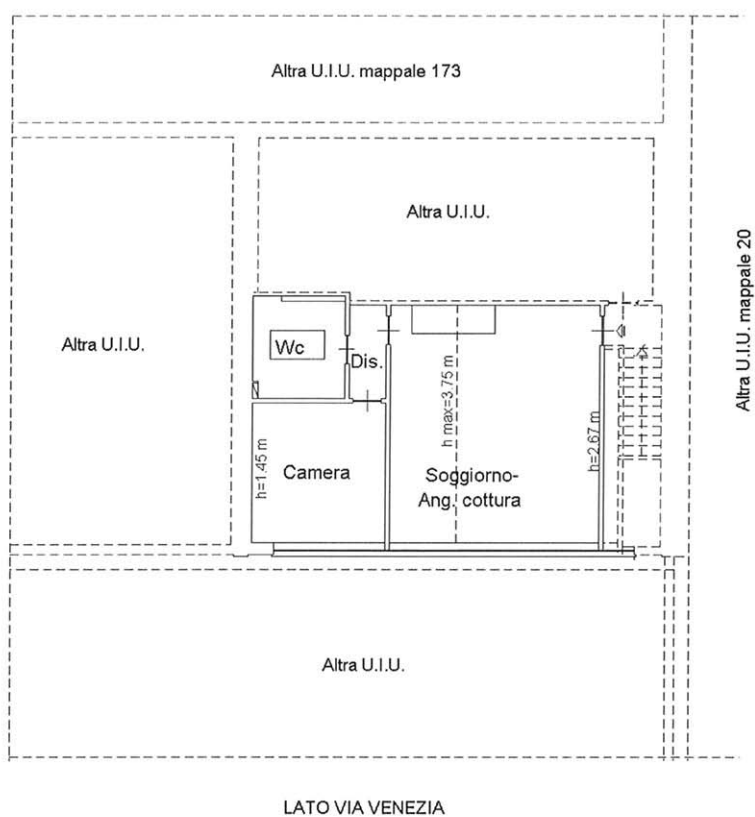 Altra U.I.U. mappale 173
Altra U.I.U.
Altra U.I.U. mappale 20
Altra U.I.U.
Wc
Dis.
h max=3.75 m
h=2.67 m
h=1.45 m
Camera
Soggiorno-
Ang. cottura
Altra U.I.U.
LATO VIA VENEZIA